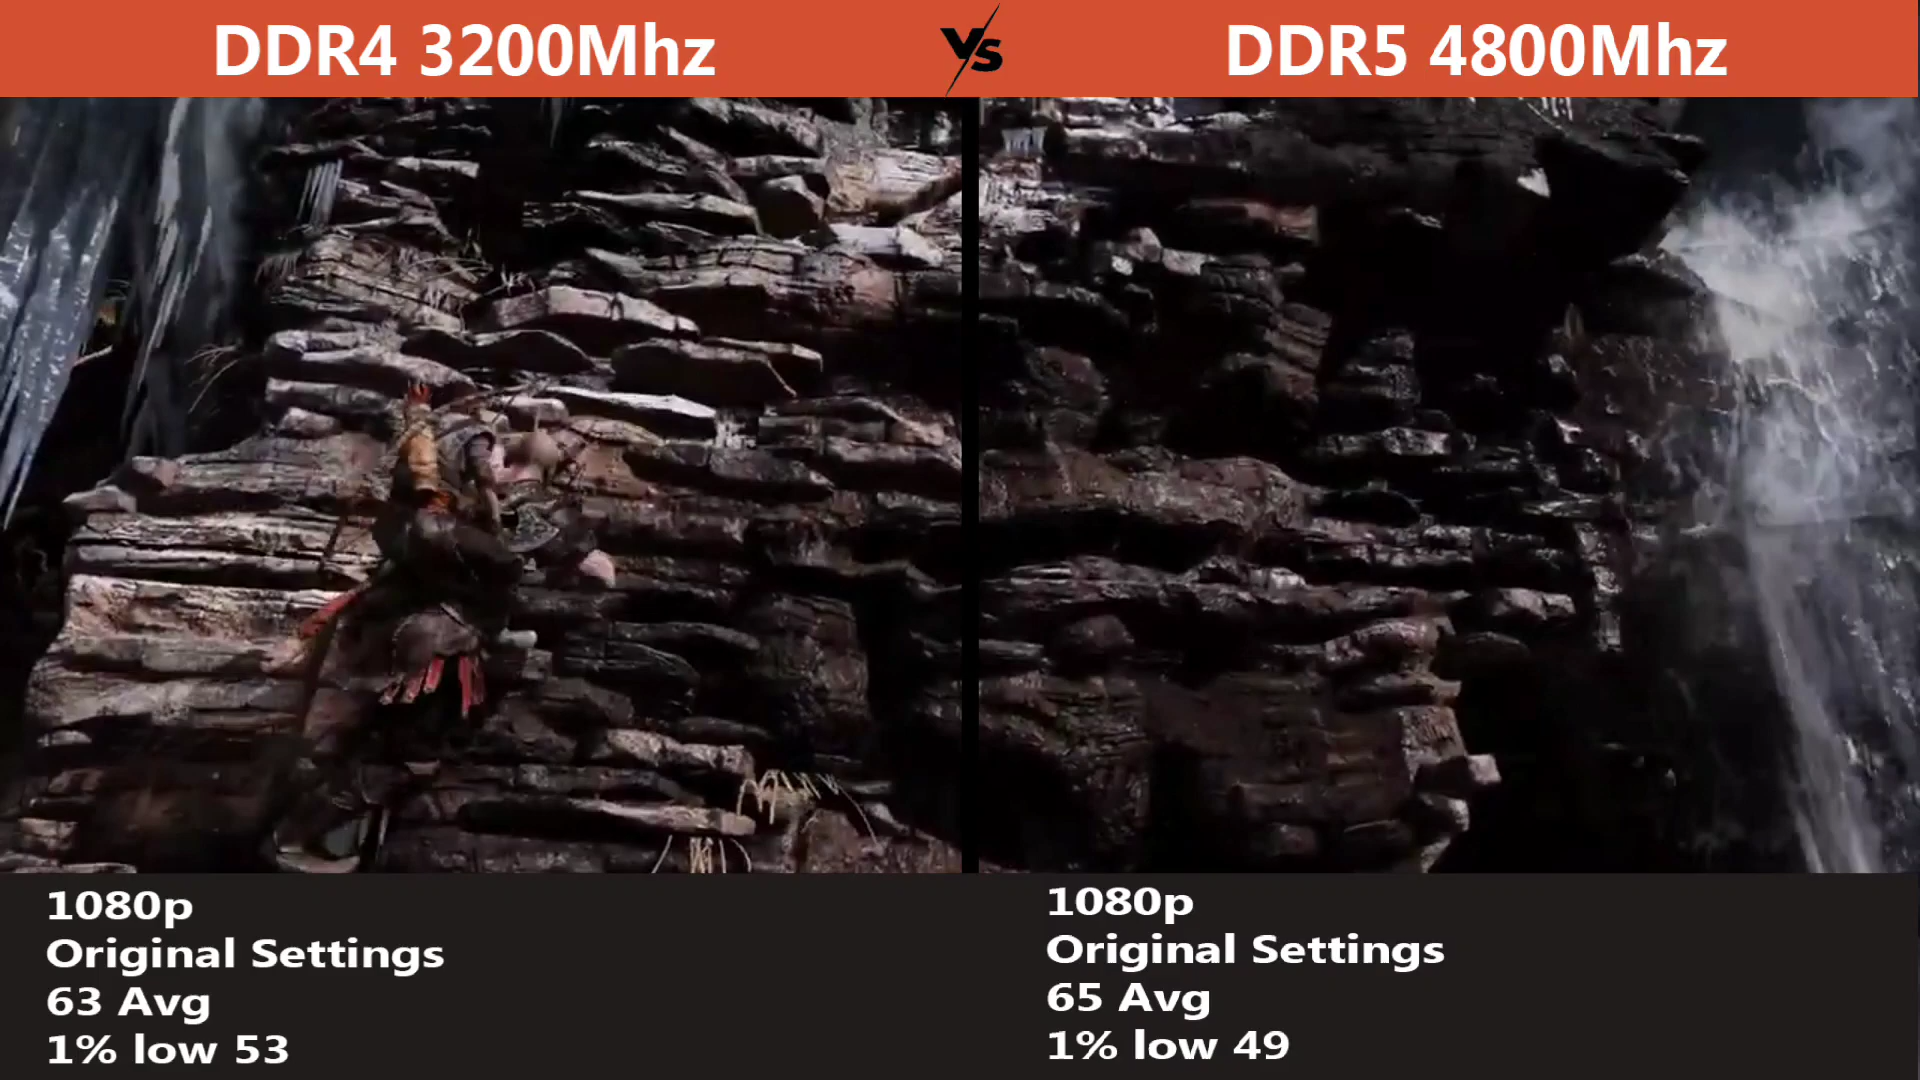 DDR4 3200Mhz
VS
DDR5 4800Mhz
1080p
Original Settings
63 Avg
1% low 53
1080p
Original Settings
65 Avg
1% low 49